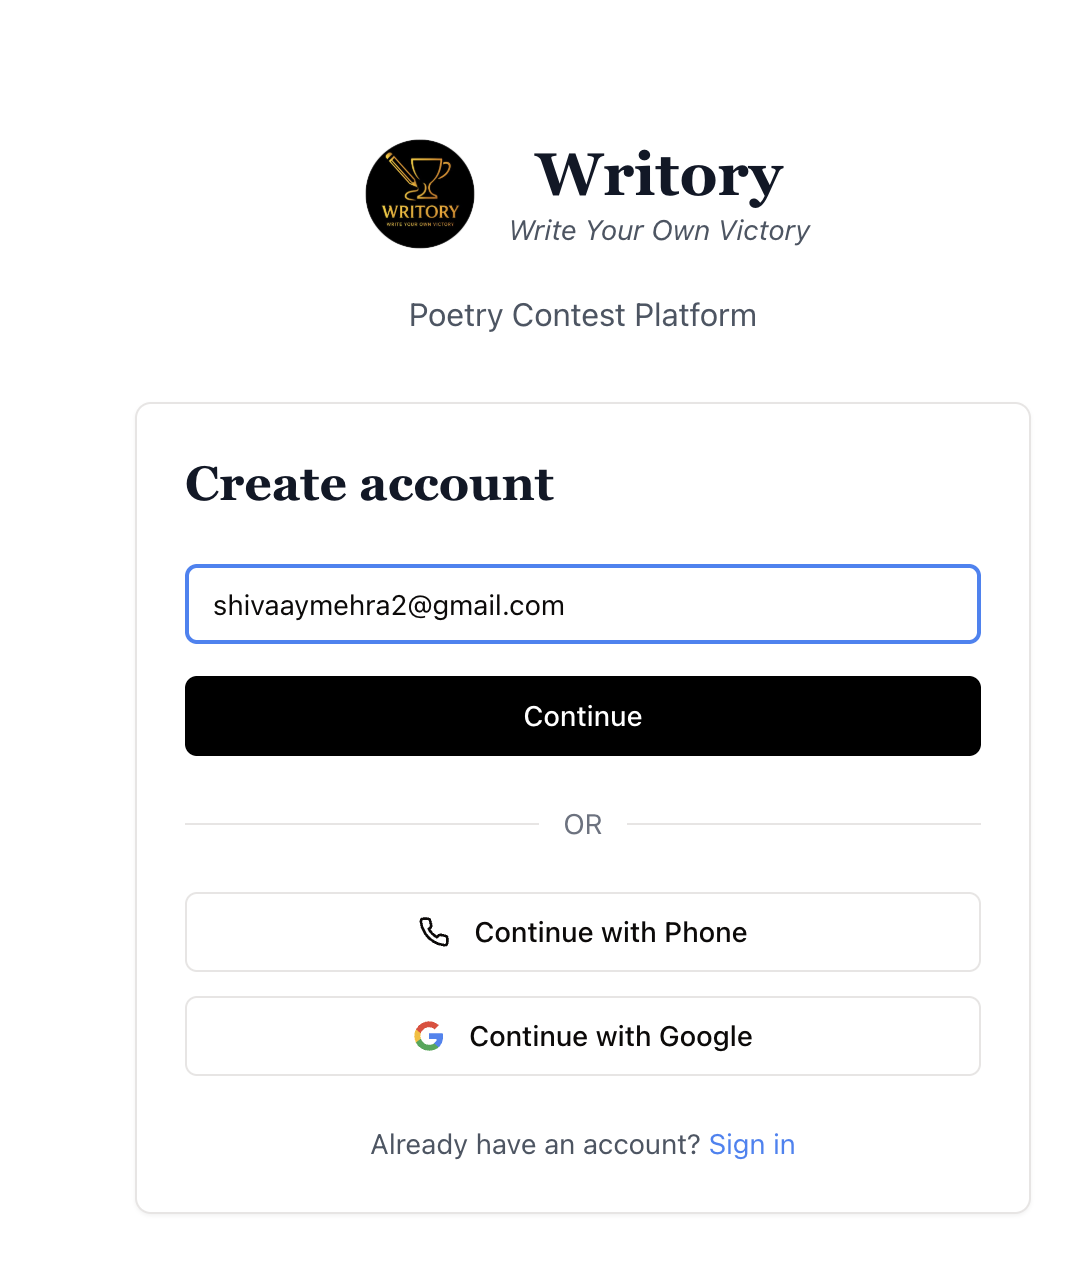 WRITORY
WRITE YOUR OWN VICTORY
Writory
Write Your Own Victory
Poetry Contest Platform
Create account
shivaaymehra2@gmail.com
Continue
OR
Continue with Phone
Continue with Google
Already have an account? Sign in